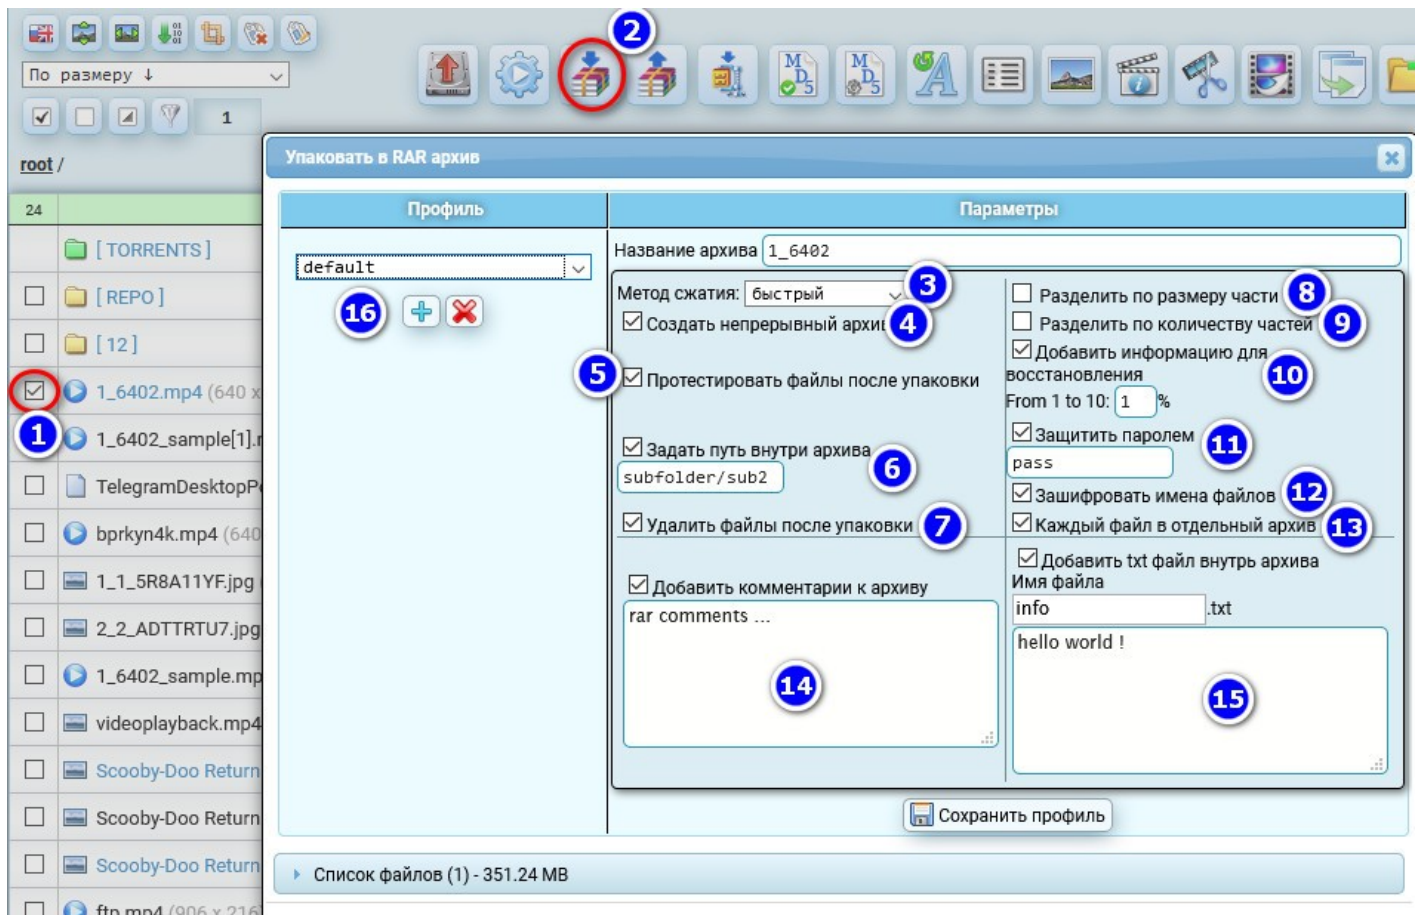 2
По размеру ↓
1
root /
Упаковать в RAR архив
24
Профиль
Параметры
[ TORRENTS ]
[ REPO ]
[ 12 ]
1_6402.mp4 (640 x
1
1_6402_sample[1].
TelegramDesktopP
bprkyn4k.mp4 (640
1_1_5R8A11YF.jpg
2_2_ADTTRTU7.jpg
1_6402_sample.mp
videoplayback.mp4
Scooby-Doo Return
Scooby-Doo Return
Scooby-Doo Return
ftp.mp4 (906 x 216
default
16
Название архива 1_6402
Метод сжатия: быстрый 3
Создать непрерывный архив 4
5 Протестировать файлы после упаковки
Задать путь внутри архива
subfolder/sub2 6
Удалить файлы после упаковки 7
Разделить по размеру части 8
Разделить по количеству частей 9
Добавить информацию для
восстановления 10
From 1 to 10: 1 %
Защитить паролем 11
pass
Зашифровать имена файлов 12
Каждый файл в отдельный архив 13
Добавить комментарии к архиву
rar comments ...
14
Добавить txt файл внутрь архива
Имя файла
info .txt
hello world !
15
Сохранить профиль
Список файлов (1) - 351.24 MB